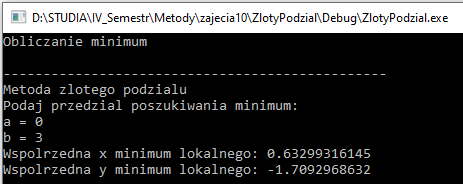 D:\STUDIA\IV_Semestr\Metody\zajecia10\ZlotyPodzial\Debug\ZlotyPodzial.exe
Obliczanie minimum
------------------------------------------------
Metoda zlotego podzialu
Podaj przedzial poszukiwania minimum:
a = 0
b = 3
Wspolrzedna x minimum lokalnego: 0.63299316145
Wspolrzedna y minimum lokalnego: -1.7092968632